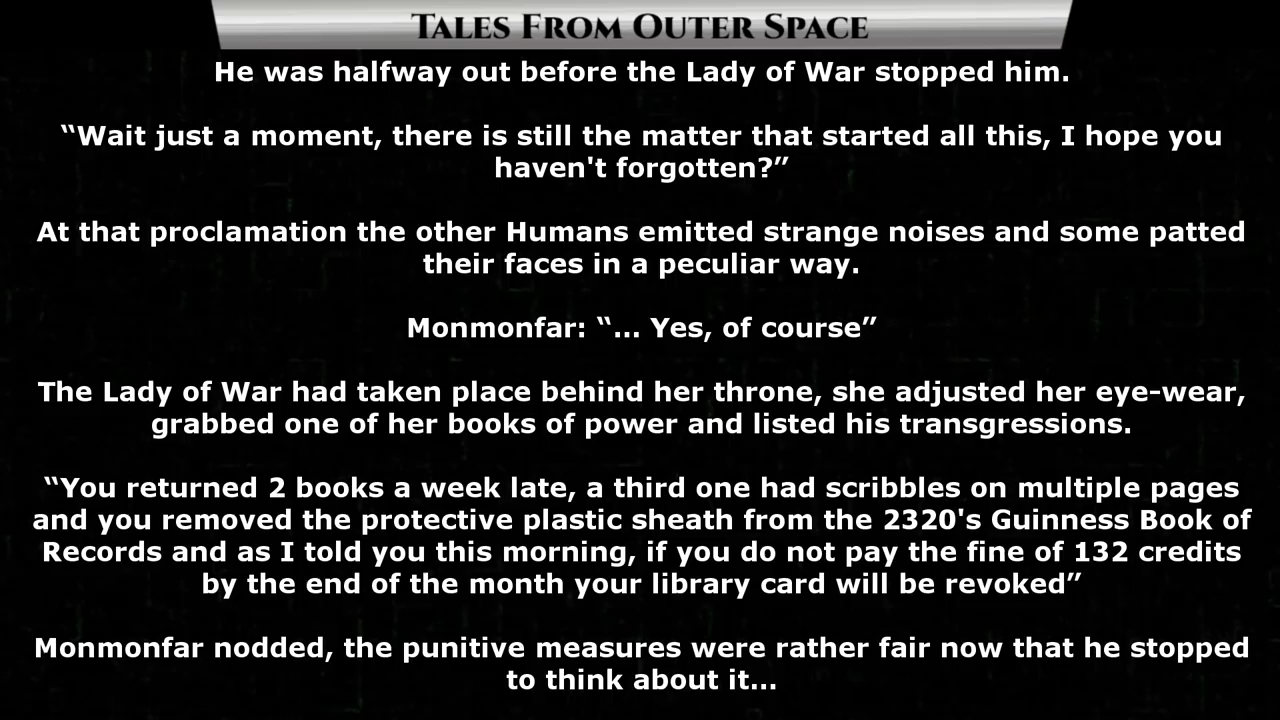 Tales From Outer Space
He was halfway out before the Lady of War stopped him.
“Wait just a moment, there is still the matter that started all this, I hope you
haven't forgotten?”
At that proclamation the other Humans emitted strange noises and some patted
their faces in a peculiar way.
Monmonfar: “... Yes, of course”
The Lady of War had taken place behind her throne, she adjusted her eye-wear,
grabbed one of her books of power and listed his transgressions.
“You returned 2 books a week late, a third one had scribbles on multiple pages
and you removed the protective plastic sheath from the 2320's Guinness Book of
Records and as I told you this morning, if you do not pay the fine of 132 credits
by the end of the month your library card will be revoked”
Monmonfar nodded, the punitive measures were rather fair now that he stopped
to think about it...